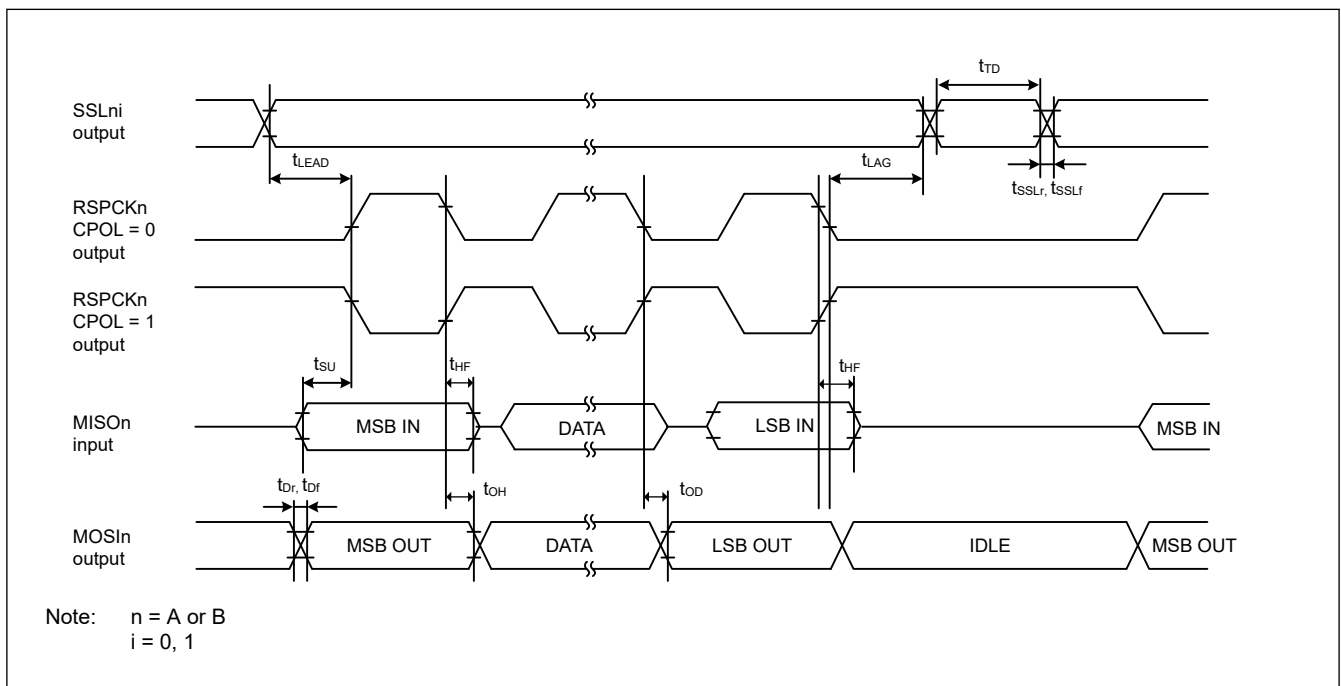 tTD
SSLni
output
tLEAD
tLAG
tSSLr, tSSLf
RSPCKn
CPOL = 0
output
RSPCKn
CPOL = 1
output
tSU
tHF
tHF
MISOn
input
MSB IN
DATA
LSB IN
MSB IN
tDr, tDf
tOH
tOD
MOSIn
output
MSB OUT
DATA
LSB OUT
IDLE
MSB OUT
Note: n = A or B
i = 0, 1